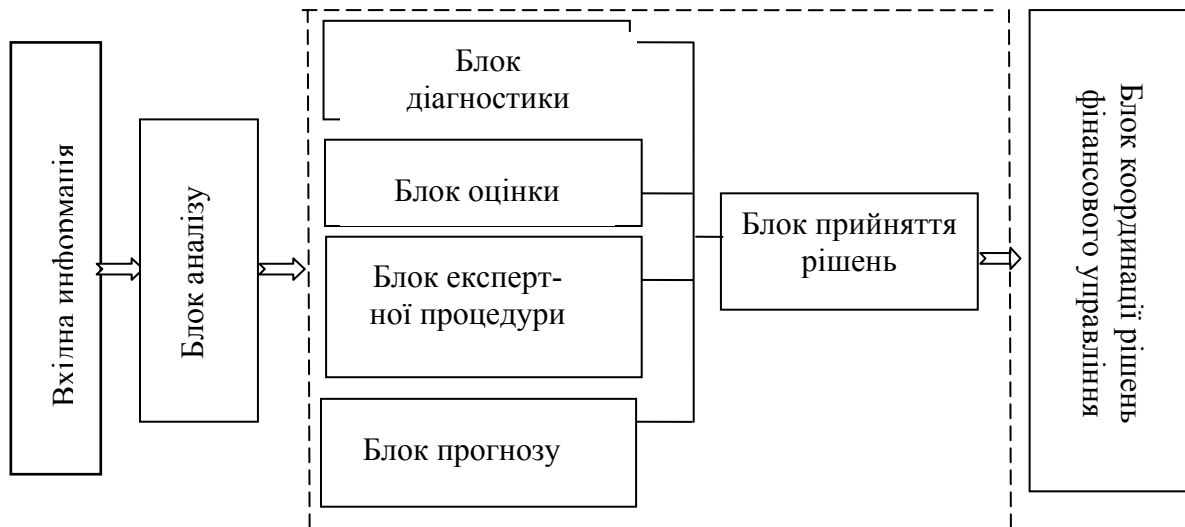 Вхідна информація
Блок аналізу
Блок
діагностики
Блок оцінки
Блок експерт-
ної процедури
Блок прогнозу
Блок прийняття
рішень
Блок координації рішень
фінансового управління